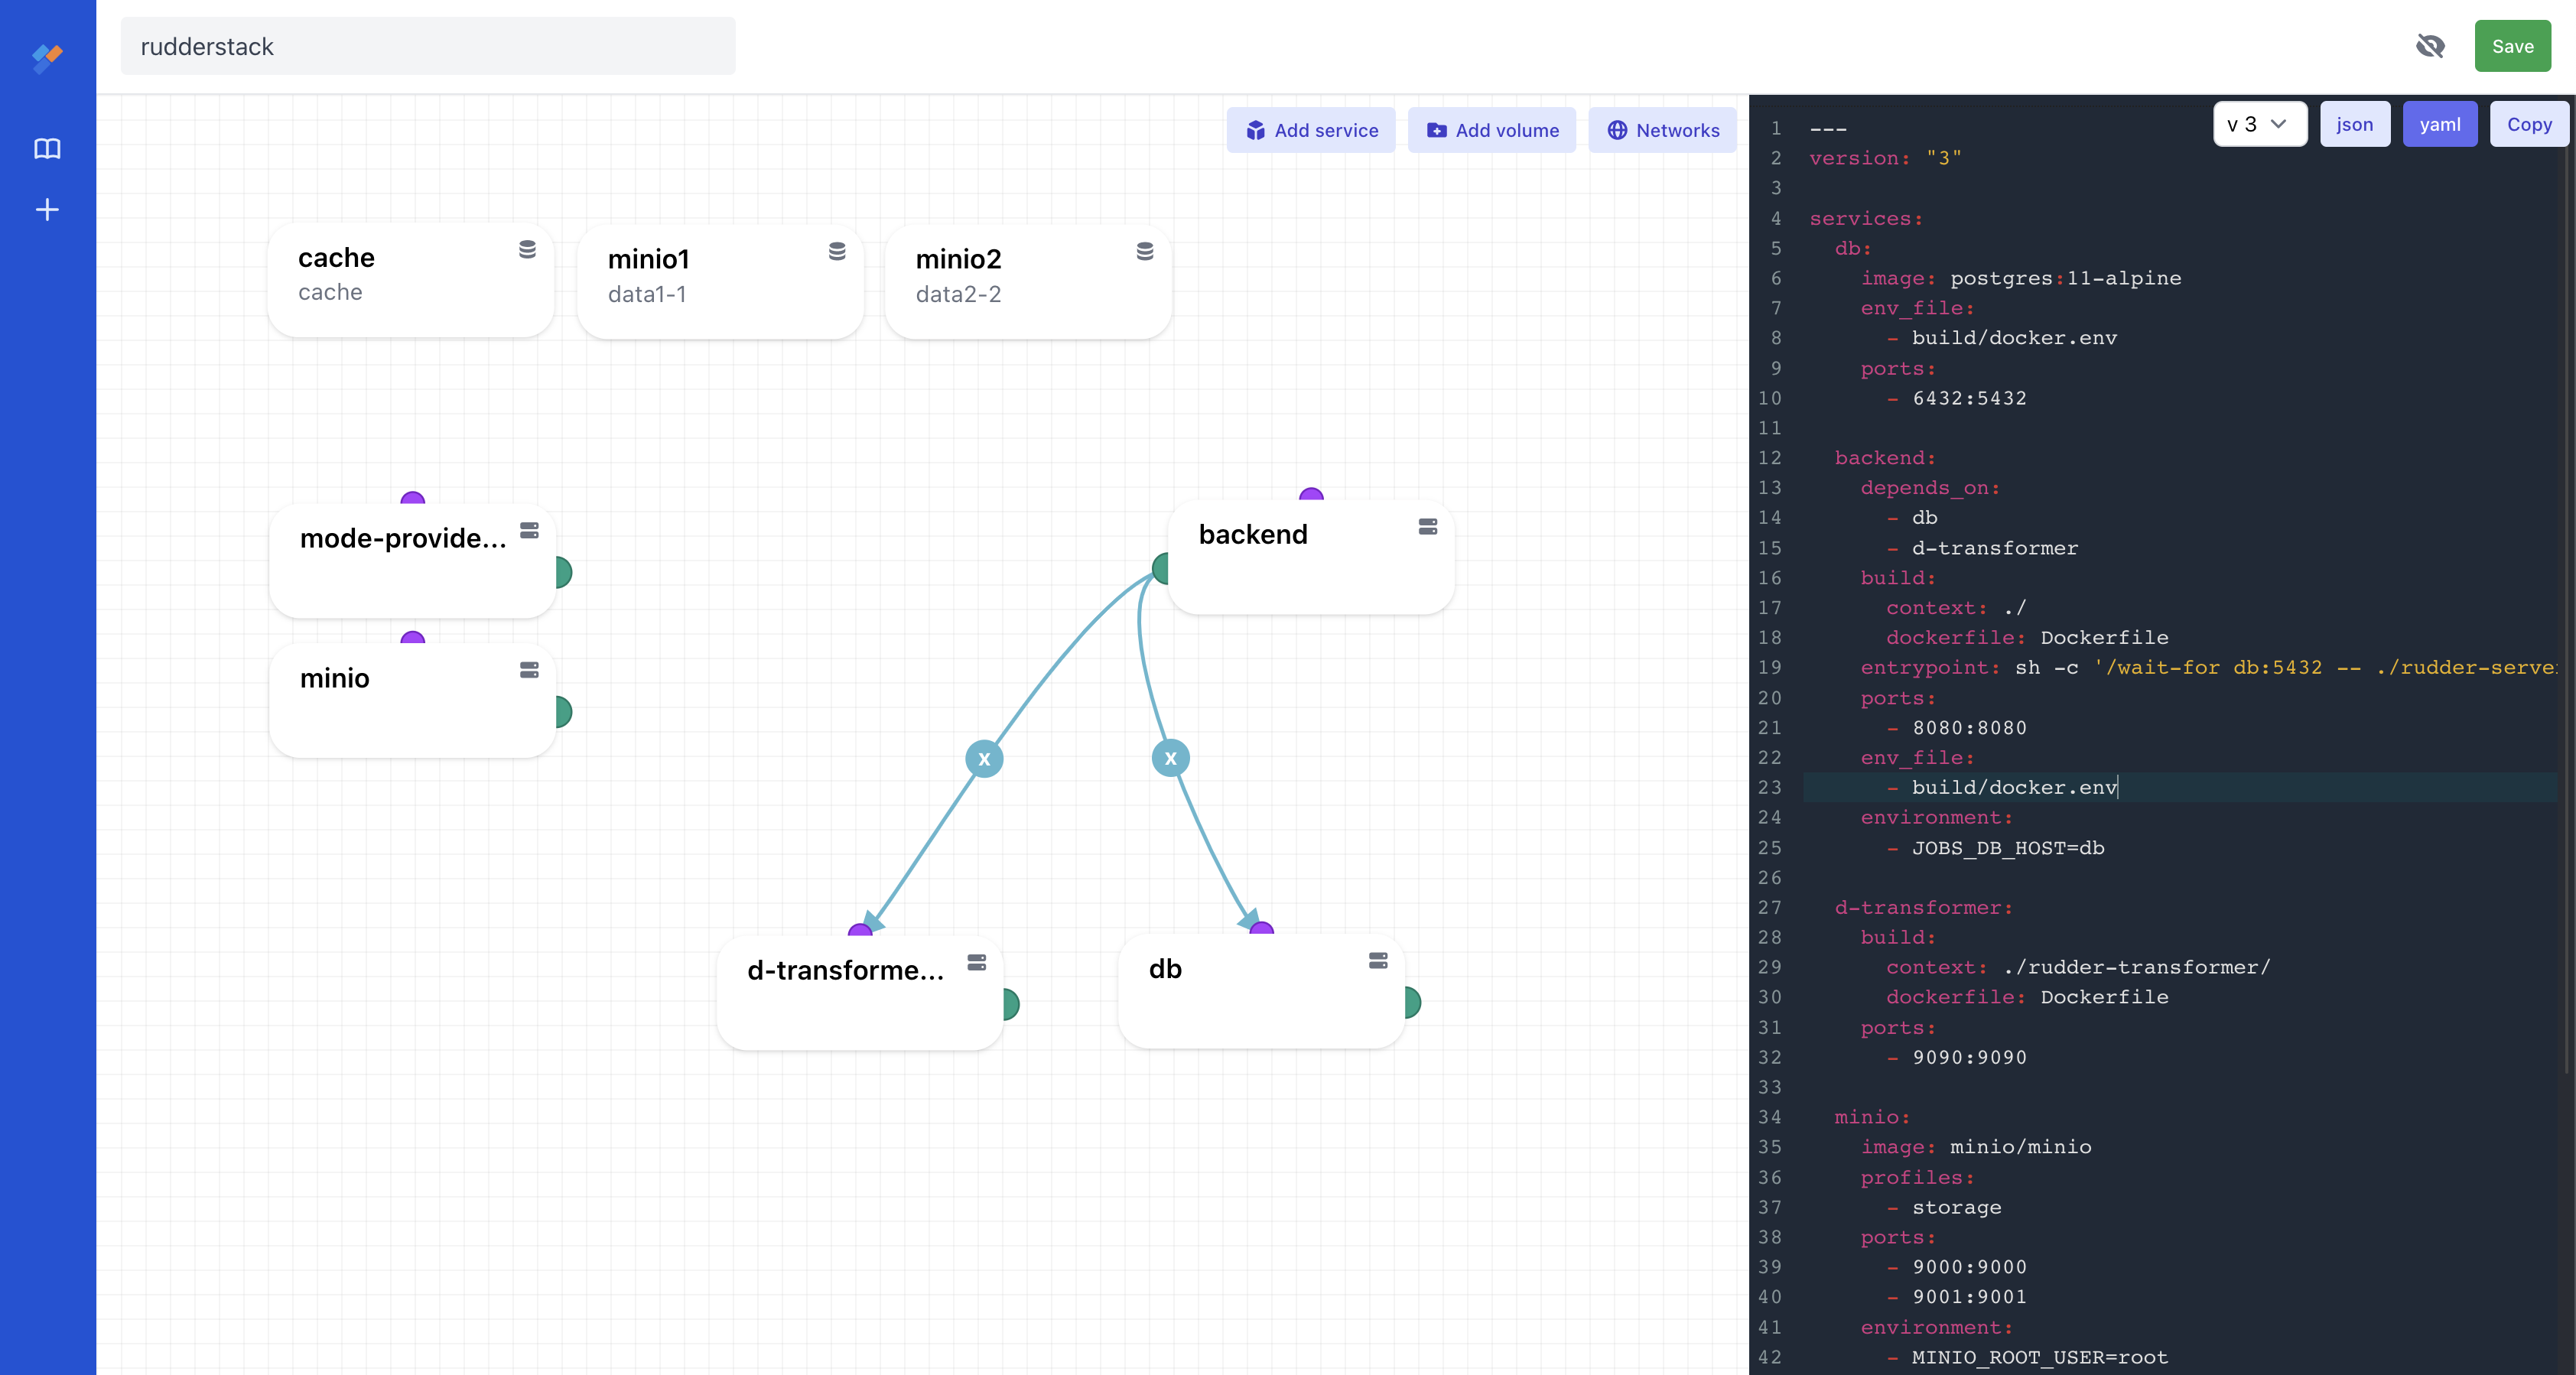 rudderstack
Save
Add service
Add volume
Networks
cache
cache
minio1
data1-1
minio2
data2-2
mode-provide...
minio
backend
x
x
d-transforme...
db
v 3
json
yaml
Copy
1 ---
2 version: "3"
3
4 services:
5 db:
6 image: postgres:11-alpine
7 env_file:
8 - build/docker.env
9 ports:
10 - 6432:5432
11
12 backend:
13 depends_on:
14 - db
15 - d-transformer
16 build:
17 context: ./
18 dockerfile: Dockerfile
19 entrypoint: sh -c '/wait-for db:5432 -- ./rudder-serve
20 ports:
21 - 8080:8080
22 env_file:
23 - build/docker.env
24 environment:
25 - JOBS_DB_HOST=db
26
27 d-transformer:
28 build:
29 context: ./rudder-transformer/
30 dockerfile: Dockerfile
31 ports:
32 - 9090:9090
33
34 minio:
35 image: minio/minio
36 profiles:
37 - storage
38 ports:
39 - 9000:9000
40 - 9001:9001
41 environment:
42 - MINIO_ROOT_USER=root